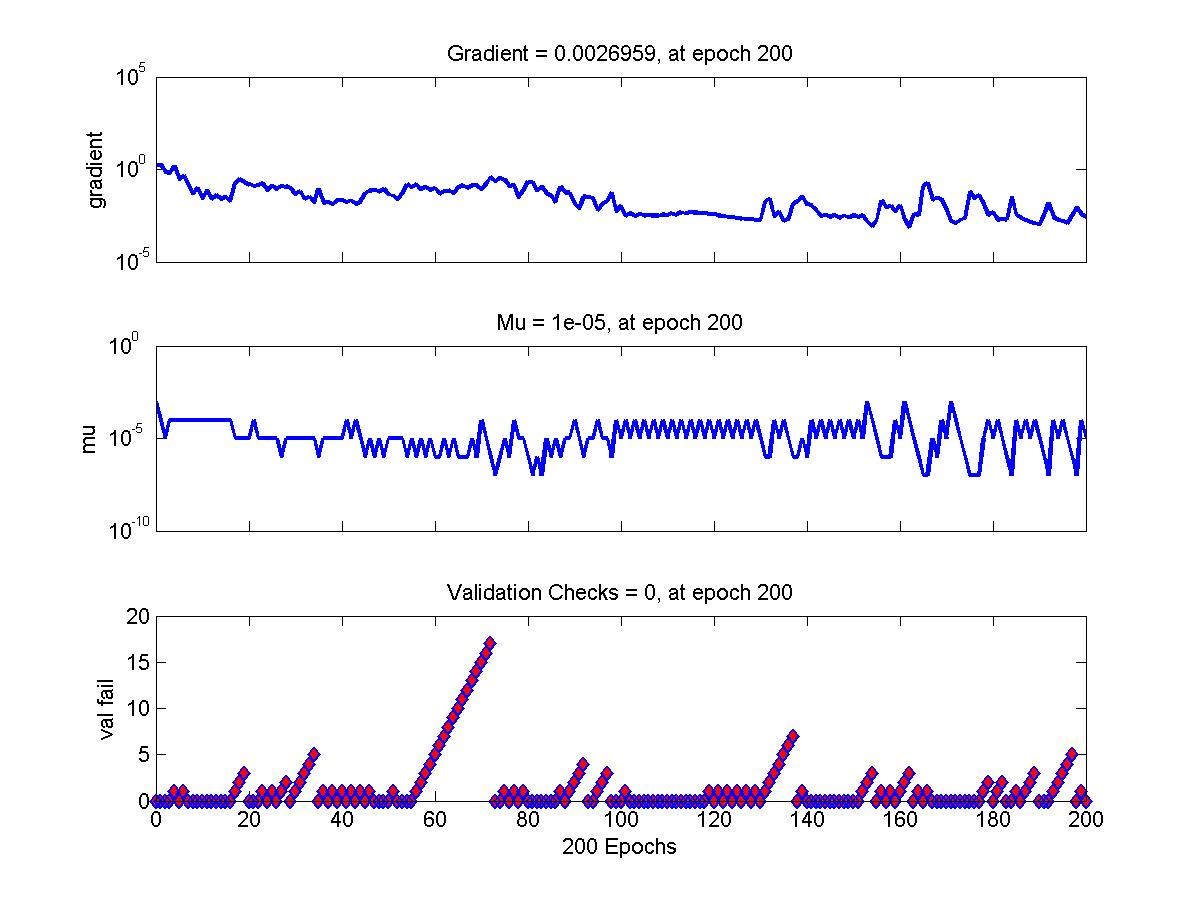 Gradient = 0.0026959, at epoch 200
10^5
10^0
10^-5
gradient
Mu = 1e-05, at epoch 200
10^0
10^-5
10^-10
mu
Validation Checks = 0, at epoch 200
20
15
10
5
0
val fail
0 20 40 60 80 100 120 140 160 180 200
200 Epochs